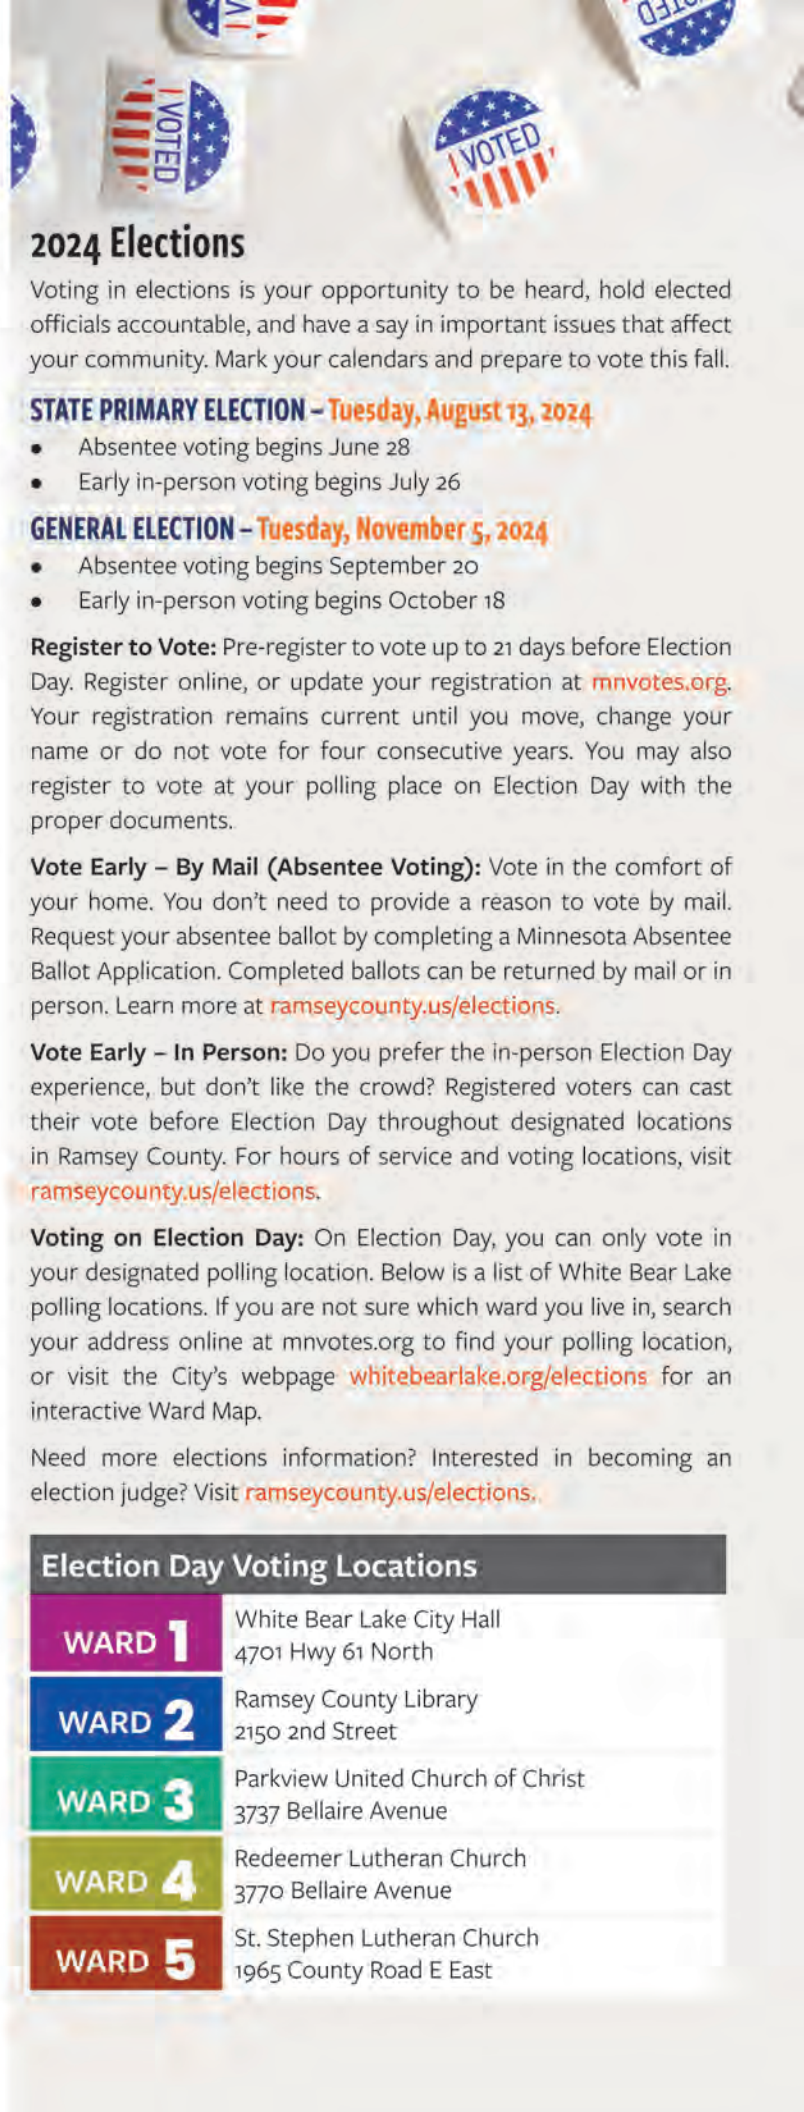 I VOTED
I VOTED
VOTED
2024 Elections
Voting in elections is your opportunity to be heard, hold elected
officials accountable, and have a say in important issues that affect
your community. Mark your calendars and prepare to vote this fall.
STATE PRIMARY ELECTION – Tuesday, August 13, 2024
• Absentee voting begins June 28
• Early in-person voting begins July 26
GENERAL ELECTION – Tuesday, November 5, 2024
• Absentee voting begins September 20
• Early in-person voting begins October 18
Register to Vote: Pre-register to vote up to 21 days before Election
Day. Register online, or update your registration at mnvotes.org.
Your registration remains current until you move, change your
name or do not vote for four consecutive years. You may also
register to vote at your polling place on Election Day with the
proper documents.
Vote Early – By Mail (Absentee Voting): Vote in the comfort of
your home. You don't need to provide a reason to vote by mail.
Request your absentee ballot by completing a Minnesota Absentee
Ballot Application. Completed ballots can be returned by mail or in
person. Learn more at ramseycounty.us/elections.
Vote Early – In Person: Do you prefer the in-person Election Day
experience, but don't like the crowd? Registered voters can cast
their vote before Election Day throughout designated locations
in Ramsey County. For hours of service and voting locations, visit
ramseycounty.us/elections.
Voting on Election Day: On Election Day, you can only vote in
your designated polling location. Below is a list of White Bear Lake
polling locations. If you are not sure which ward you live in, search
your address online at mnvotes.org to find your polling location,
or visit the City's webpage whitebearlake.org/elections for an
interactive Ward Map.
Need more elections information? Interested in becoming an
election judge? Visit ramseycounty.us/elections.
Election Day Voting Locations
WARD 1
White Bear Lake City Hall
4701 Hwy 61 North
WARD 2
Ramsey County Library
2150 2nd Street
WARD 3
Parkview United Church of Christ
3737 Bellaire Avenue
WARD 4
Redeemer Lutheran Church
3770 Bellaire Avenue
WARD 5
St. Stephen Lutheran Church
1965 County Road E East